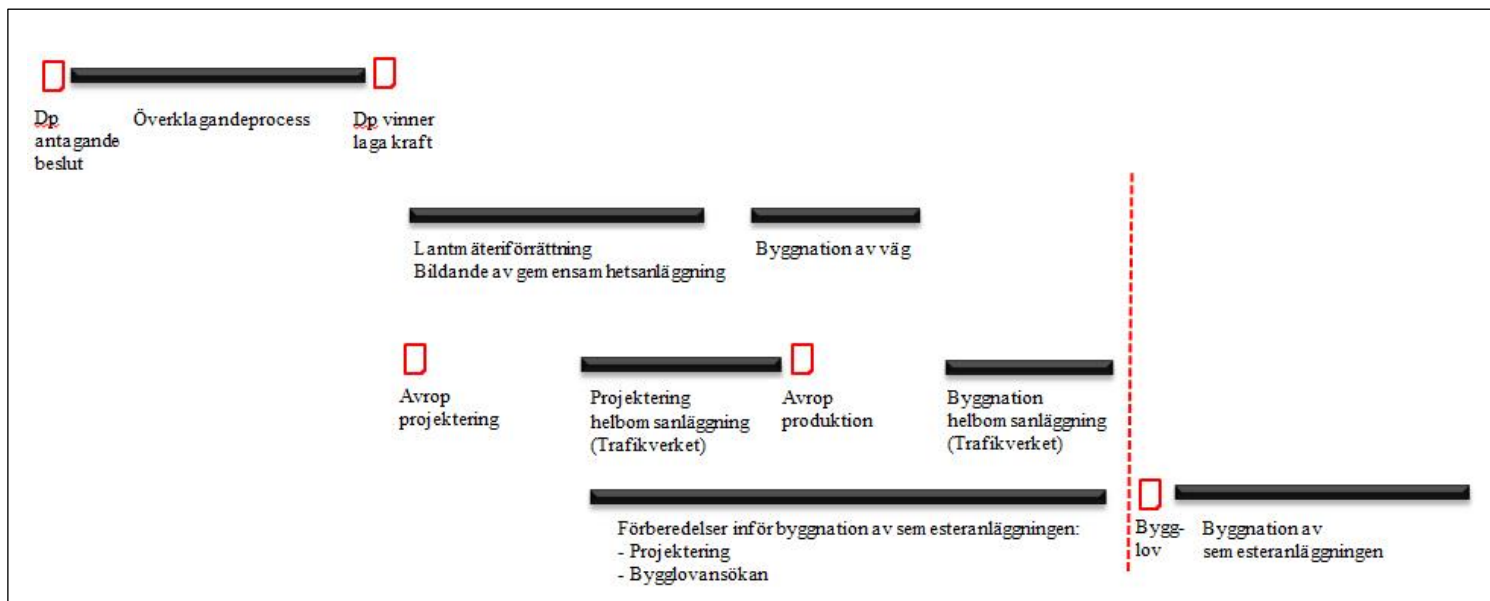 Dp
antagande
beslut
Överklagandeprocess
Dp vinner
laga kraft
Lantmäteriförrättning
Bildande av gemensamhetsanläggning
Byggnation av väg
Avrop
projektering
Projektering
helbomsanläggning
(Trafikverket)
Avrop
produktion
Byggnation
helbomsanläggning
(Trafikverket)
Förberedelser inför byggnation av semesteranläggningen:
- Projektering
- Bygglovansökan
Bygg-
lov
Byggnation av
semesteranläggningen